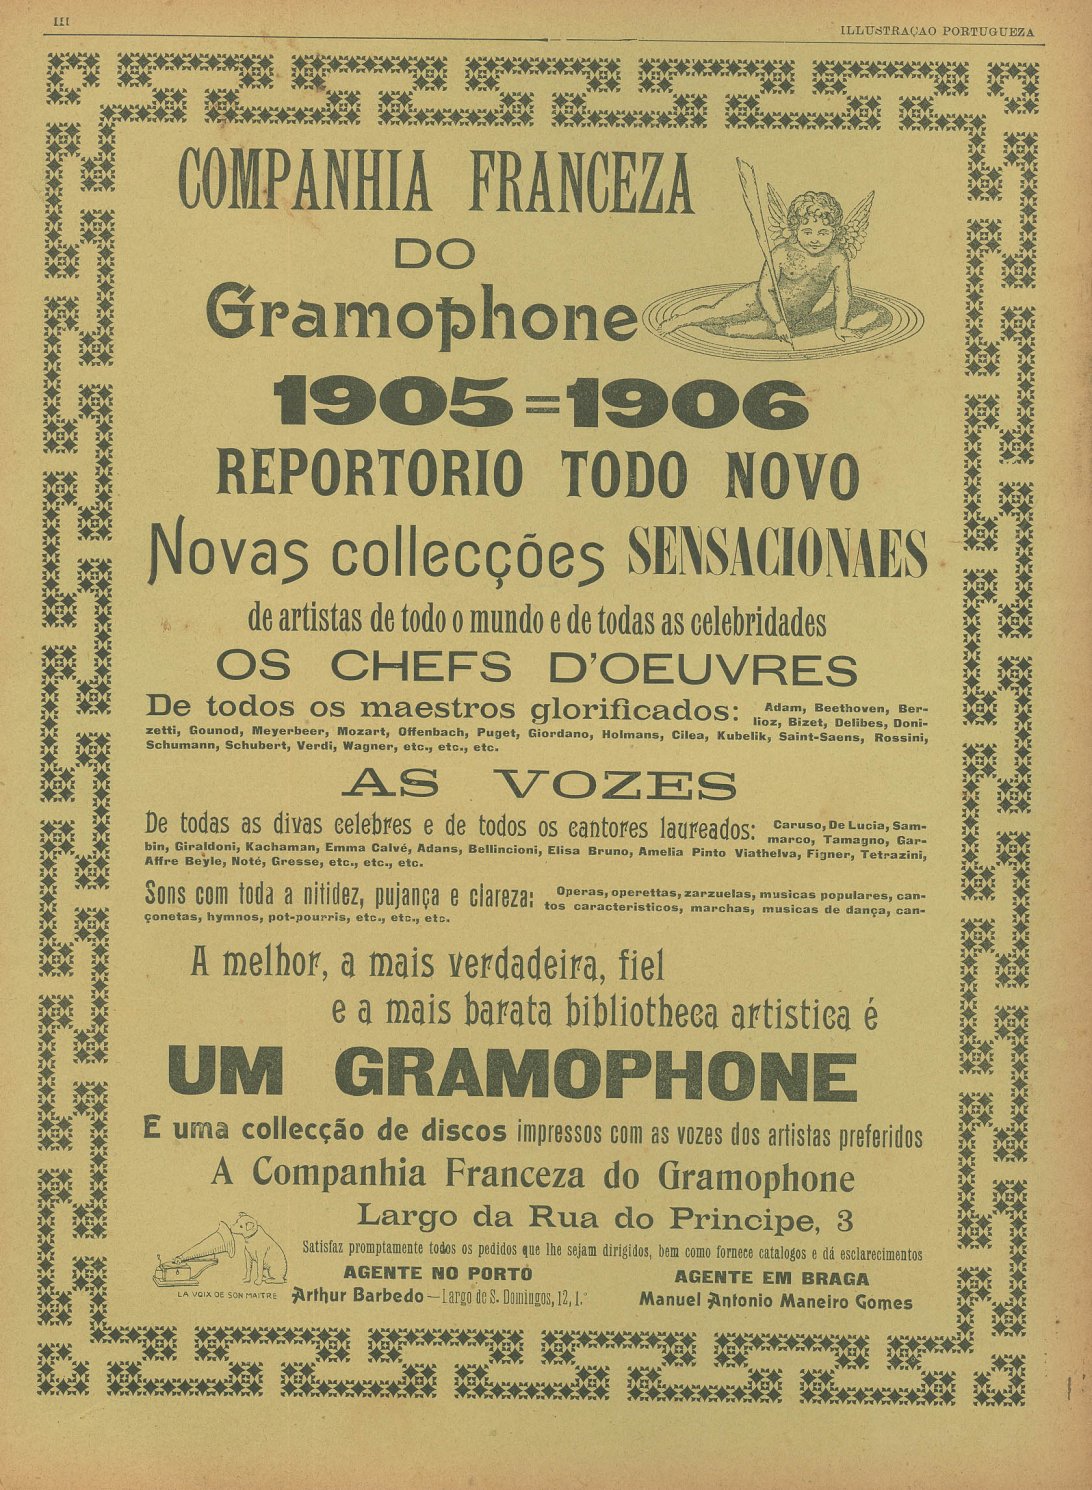 III
ILLUSTRAÇAO PORTUGUEZA
COMPANHIA FRANCEZA
DO
Gramophone
1905=1906
REPORTORIO TODO NOVO
Novas collecções SENSACIONAES
de artistas de todo o mundo e de todas as celebridades
OS CHEFS D'OEUVRES
De todos os maestros glorificados: Adam, Beethoven, Ber-
lioz, Bizet, Delibes, Doni-
zetti, Gounod, Meyerbeer, Mozart, Offenbach, Puget, Giordano, Holmans, Cilea, Kubelik, Saint-Saens, Rossini,
Schumann, Schubert, Verdi, Wagner, etc., etc., etc.
AS VOZES
De todas as divas celebres e de todos os cantores laureados: Caruso, De Lucia, Sam-
marco, Tamagno, Gar-
bin, Giraldoni, Kachaman, Emma Calvé, Adans, Bellincioni, Elisa Bruno, Amelia Pinto Viathelva, Figner, Tetrazini,
Affre Beyle, Noté, Gresse, etc., etc., etc.
Sons com toda a nitidez, pujança e clareza: Operas, operettas, zarzuelas, musicas populares, can-
tos caracteristicos, marchas, musicas de dança, can-
çonetas, hymnos, pot-pourris, etc., etc., etc.
A melhor, a mais verdadeira, fiel
e a mais barata bibliotheca artistica é
UM GRAMOPHONE
E uma collecção de discos impressos com as vozes dos artistas preferidos
A Companhia Franceza do Gramophone
Largo da Rua do Principe, 3
Satisfaz promptamente todos os pedidos que lhe sejam dirigidos, bem como fornece catalogos e dá esclarecimentos
LA VOIX DE SON MAITRE
AGENTE NO PORTO
Arthur Barbedo—Largo de S. Domingos, 12, 1.º
AGENTE EM BRAGA
Manuel Antonio Maneiro Gomes